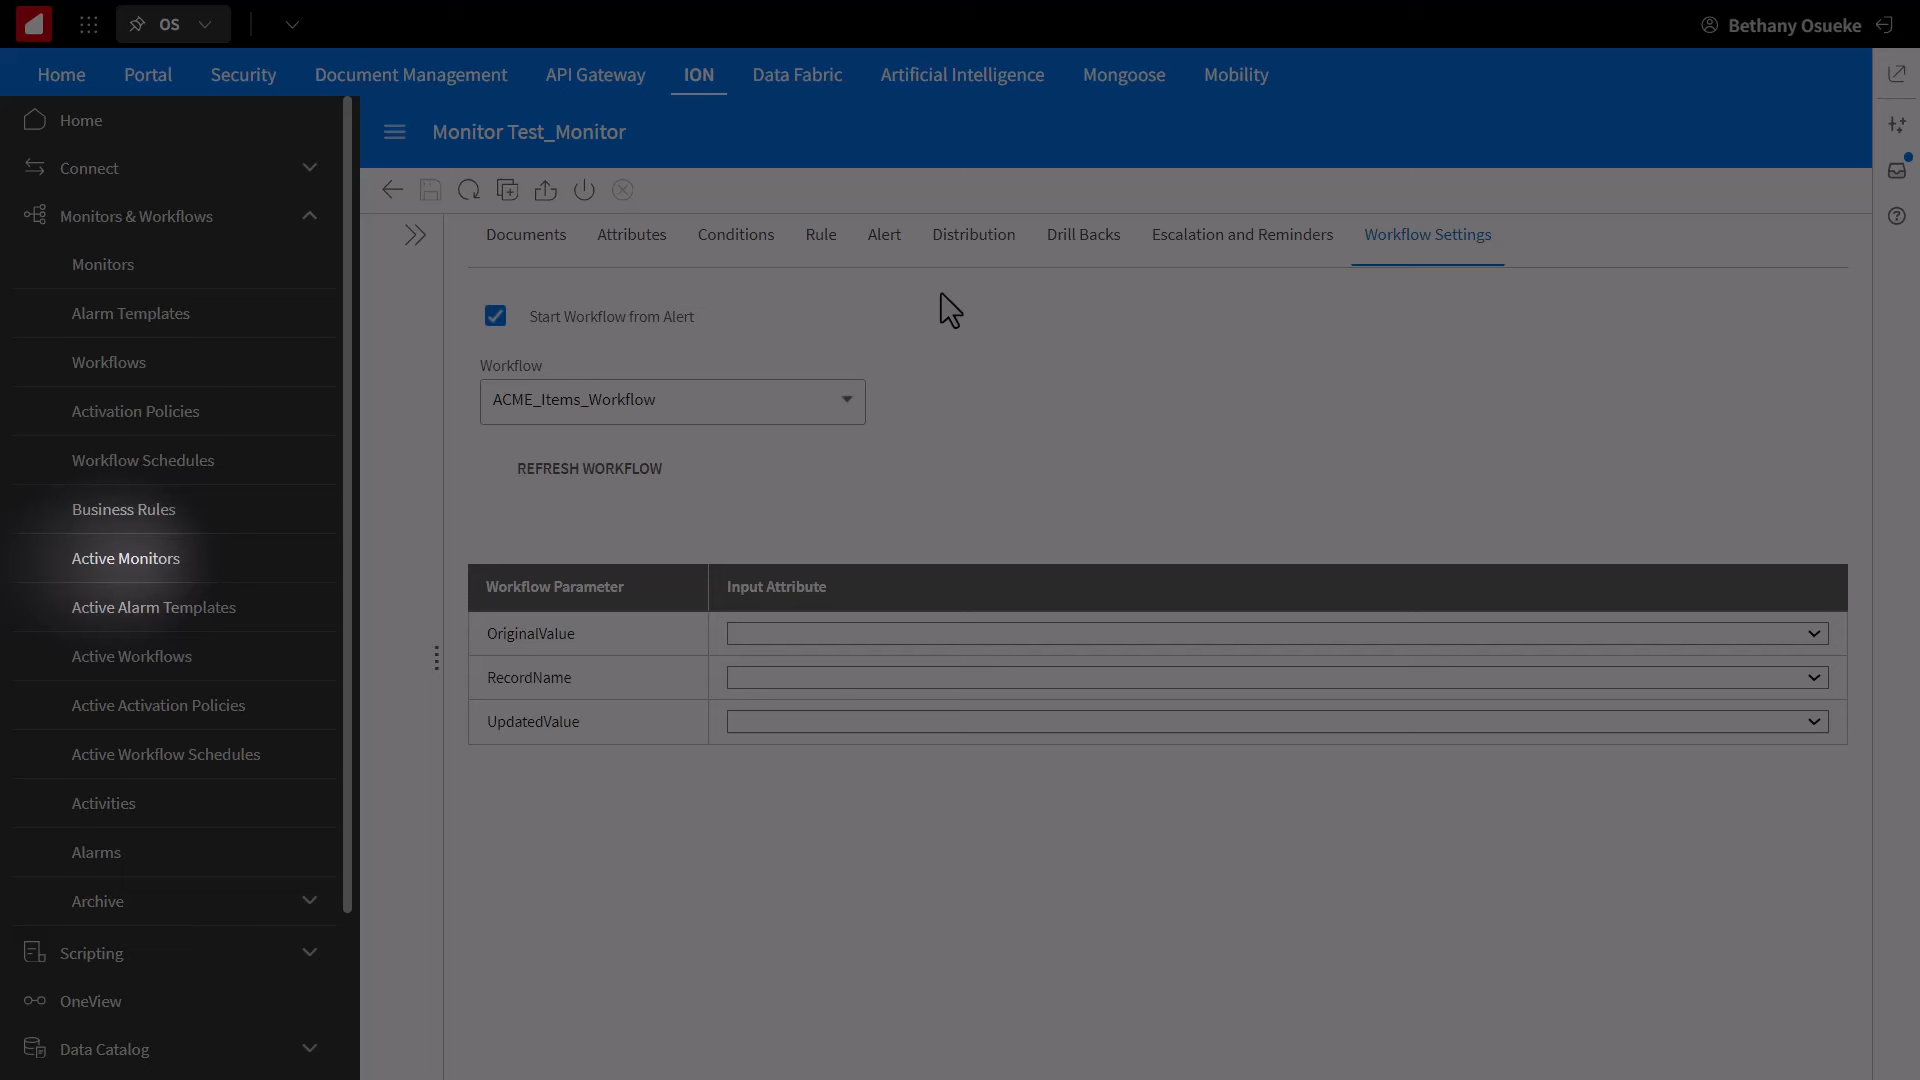 OS
Bethany Osueke
Home Portal Security Document Management API Gateway ION Data Fabric Artificial Intelligence Mongoose Mobility
Home
Connect
Monitors & Workflows
Monitors
Alarm Templates
Workflows
Activation Policies
Workflow Schedules
Business Rules
Active Monitors
Active Alarm Templates
Active Workflows
Active Activation Policies
Active Workflow Schedules
Activities
Alarms
Archive
Scripting
OneView
Data Catalog
Monitor Test_Monitor
Documents Attributes Conditions Rule Alert Distribution Drill Backs Escalation and Reminders Workflow Settings
Start Workflow from Alert
Workflow
ACME_Items_Workflow
REFRESH WORKFLOW
Workflow Parameter Input Attribute
OriginalValue
RecordName
UpdatedValue